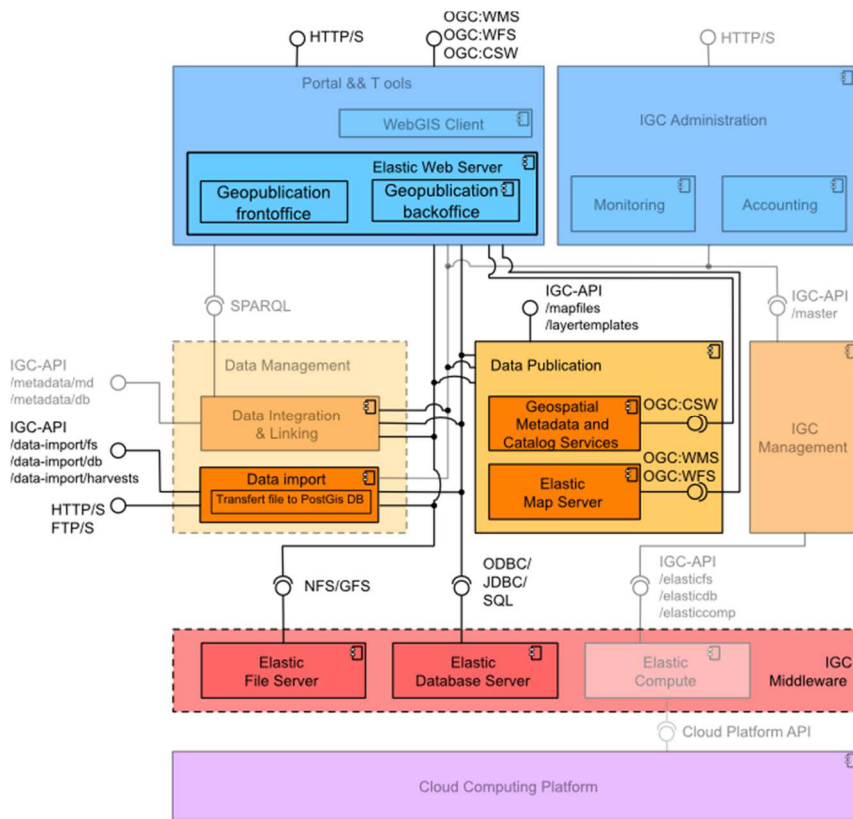 HTTP/S
OGC:WMS
OGC:WFS
OGC:CSW
HTTP/S
Portal && T ools
WebGIS Client
Elastic Web Server
Geopublication
frontoffice
Geopublication
backoffice
IGC Administration
Monitoring
Accounting
SPARQL
IGC-API
/mapfiles
/layertemplates
IGC-API
/master
IGC-API
/metadata/md
/metadata/db
IGC-API
/data-import/fs
/data-import/db
/data-import/harvests
HTTP/S
FTP/S
Data Management
Data Integration
& Linking
Data import
Transfert file to PostGis DB
Data Publication
Geospatial
Metadata and
Catalog Services
OGC:CSW
Elastic
Map Server
OGC:WMS
OGC:WFS
IGC
Management
NFS/GFS
ODBC/
JDBC/
SQL
IGC-API
/elasticfs
/elasticdb
/elasticcomp
Elastic
File Server
Elastic
Database Server
Elastic
Compute
IGC
Middleware
Cloud Platform API
Cloud Computing Platform